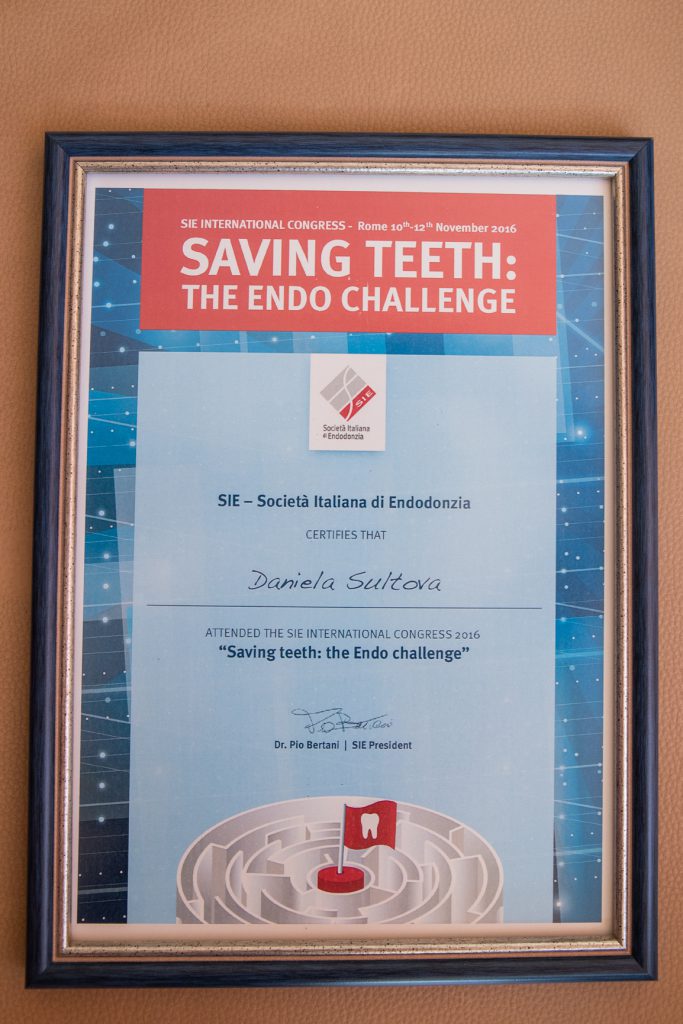 SIE INTERNATIONAL CONGRESS - Rome 10th-12th November 2016
SAVING TEETH:
THE ENDO CHALLENGE
SIE
Società Italiana
di Endodonzia
SIE – Società Italiana di Endodonzia
CERTIFIES THAT
Daniela Sultova
ATTENDED THE SIE INTERNATIONAL CONGRESS 2016
“Saving teeth: the Endo challenge”
Dr. Pio Bertani | SIE President